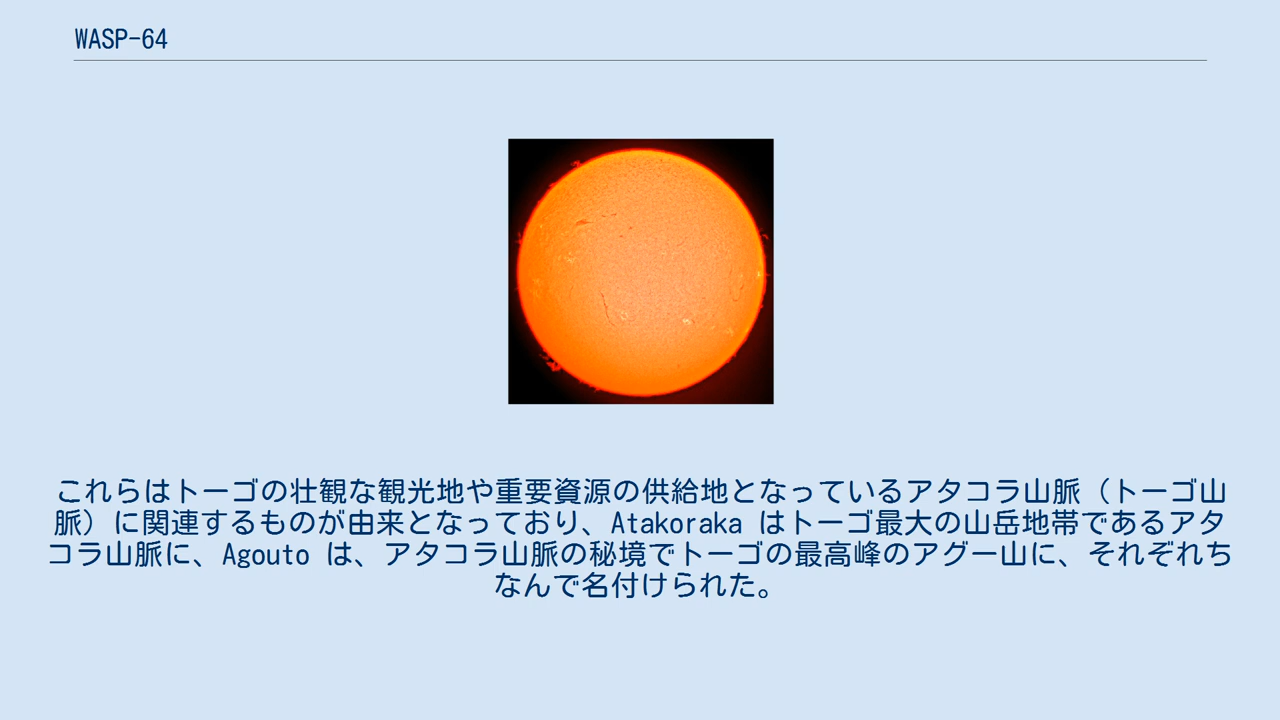 WASP-64
これらはトーゴの壮観な観光地や重要資源の供給地となっているアタコラ山脈（トーゴ山
脈）に関連するものが由来となっており、Atakoraka はトーゴ最大の山岳地帯であるアタ
コラ山脈に、Agouto は、アタコラ山脈の秘境でトーゴの最高峰のアグー山に、それぞれち
なんで名付けられた。